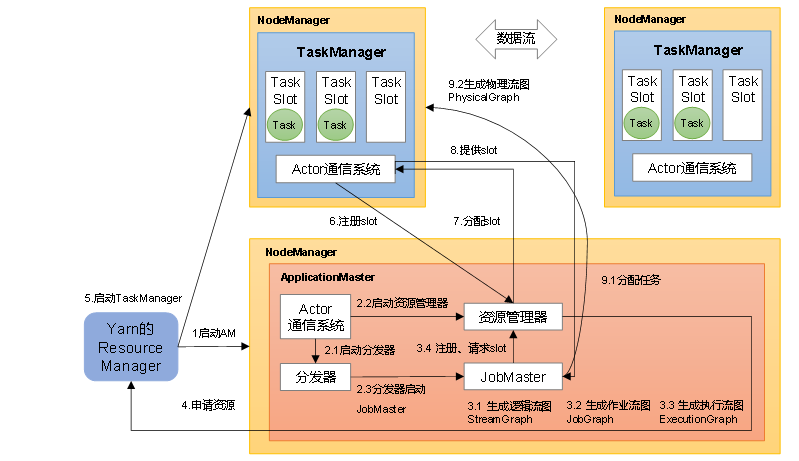 NodeManager
TaskManager
Task
Slot
Task
Slot
Task
Slot
Task
Task
Actor通信系统
数据流
NodeManager
TaskManager
Task
Slot
Task
Slot
Task
Slot
Task
Task
Actor通信系统
9.2生成物理流图
PhysicalGraph
8.提供slot
6.注册slot
7.分配slot
NodeManager
ApplicationMaster
9.1分配任务
5.启动TaskManager
Actor
通信系统
2.2启动资源管理器
资源管理器
Yarn的
Resource
Manager
1启动AM
2.1启动分发器
3.4 注册、请求slot
分发器
2.3分发器启动
JobMaster
JobMaster
4.申请资源
3.1 生成逻辑流图
StreamGraph
3.2 生成作业流图
JobGraph
3.3 生成执行流图
ExecutionGraph